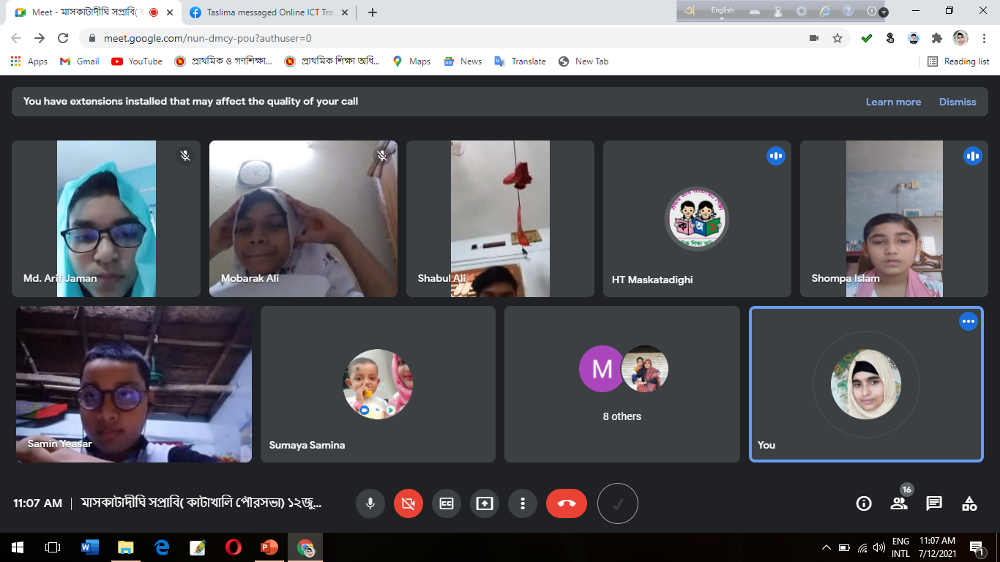 Meet - মাসকাটাদীঘি সপ্রাবি(
Taslima messaged Online ICT Trai
English
meet.google.com/nun-dmcy-pou?authuser=0
Apps
Gmail
YouTube
প্রাথমিক ও গণশিক্ষা...
প্রাথমিক শিক্ষা অধি...
Maps
News
Translate
New Tab
Reading list
You have extensions installed that may affect the quality of your call
Learn more
Dismiss
Md. Arif Jaman
Mobarak Ali
Shabul Ali
ক অ ১
HT Maskatadighi
Shompa Islam
Samin Yeasar
Sumaya Samina
M
8 others
You
11:07 AM | মাসকাটাদীঘি সপ্রাবি( কাটাখালি পৌরসভা) ১২জু...
16
ENG 11:07 AM
INTL 7/12/2021
1